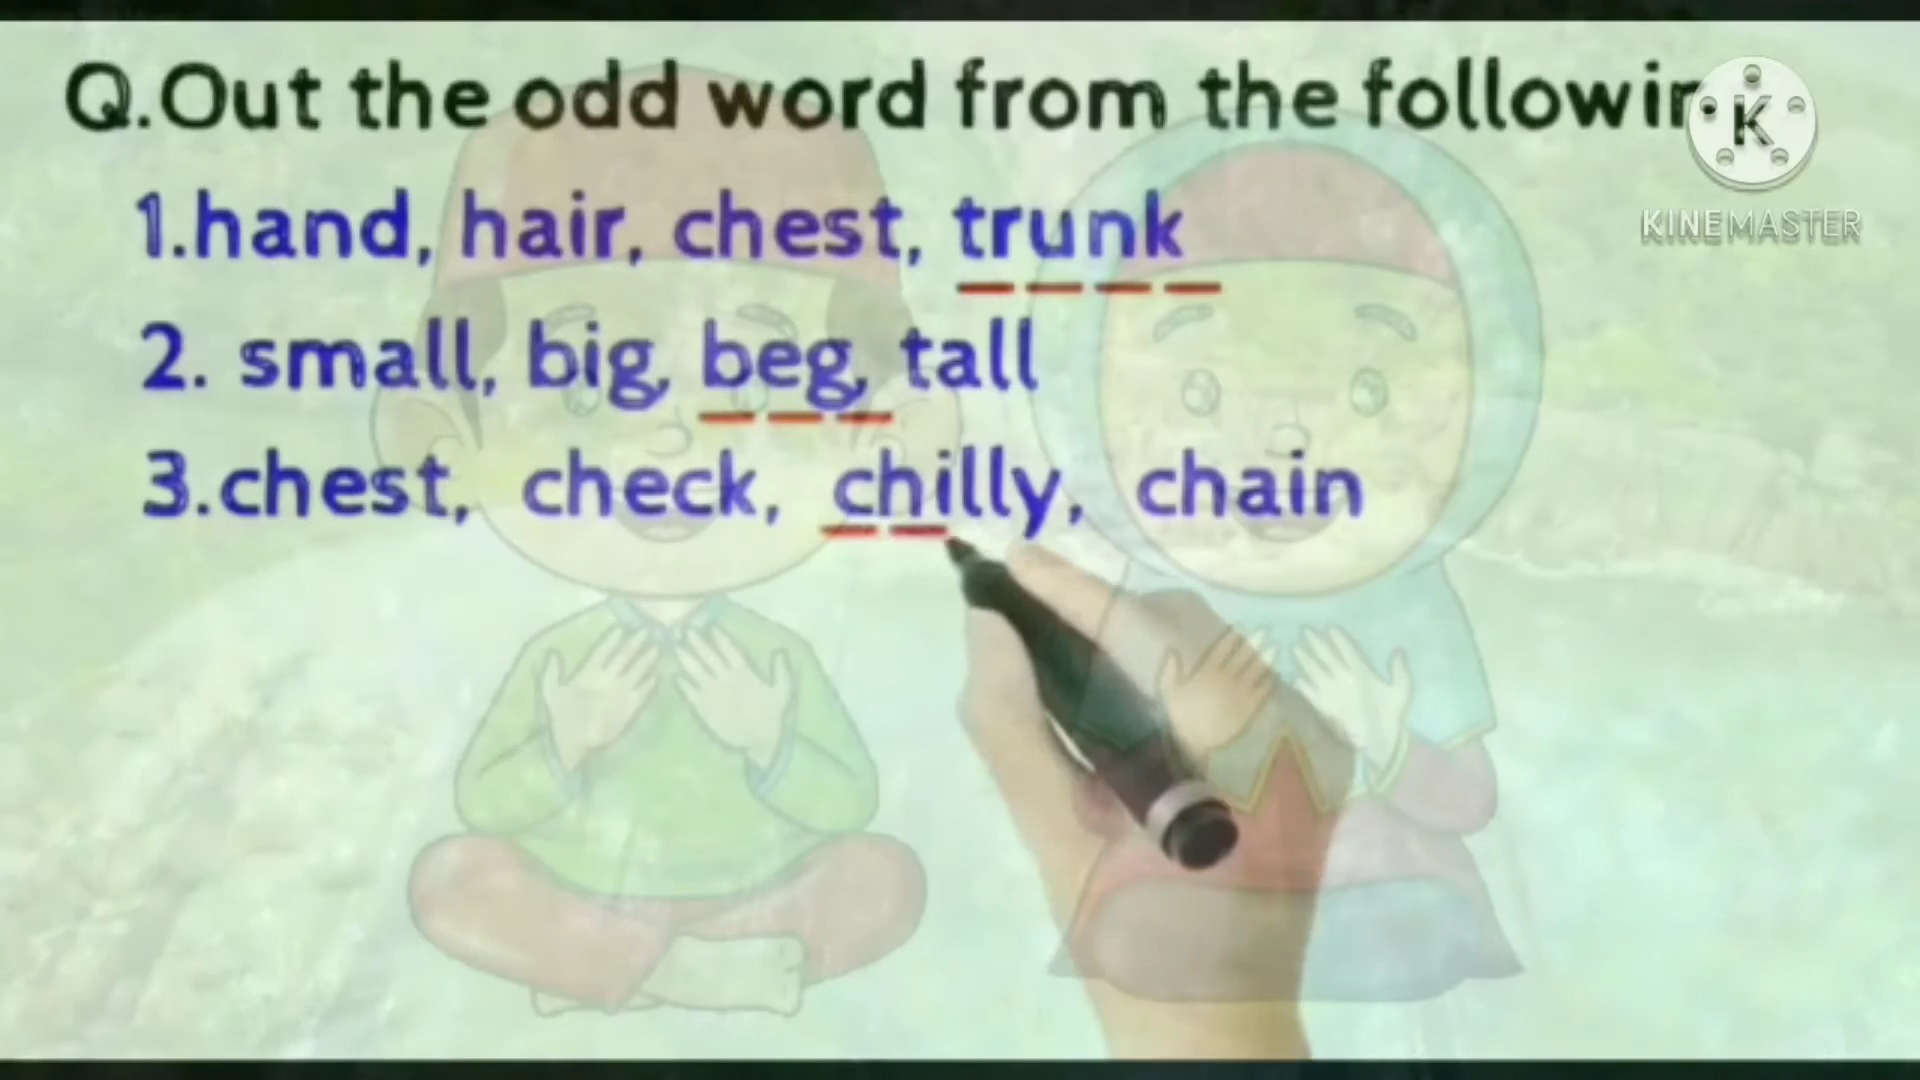 Q.Out the odd word from the followin
K
KINEMASTER
1.hand, hair, chest, trunk
2. small, big, beg, tall
3.chest, check, chilly, chain